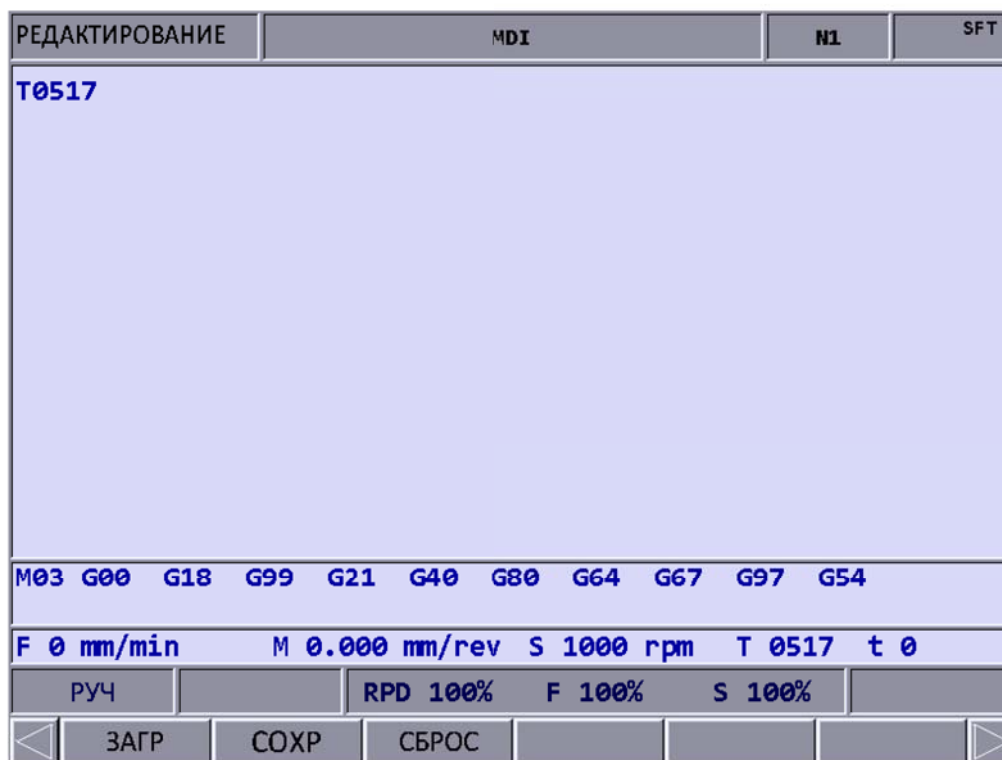 РЕДАКТИРОВАНИЕ MDI N1 SFT
T0517
M03 G00 G18 G99 G21 G40 G80 G64 G67 G97 G54
F 0 mm/min M 0.000 mm/rev S 1000 rpm T 0517 t 0
РУЧ RPD 100% F 100% S 100%
ЗАГР СОХР СБРОС